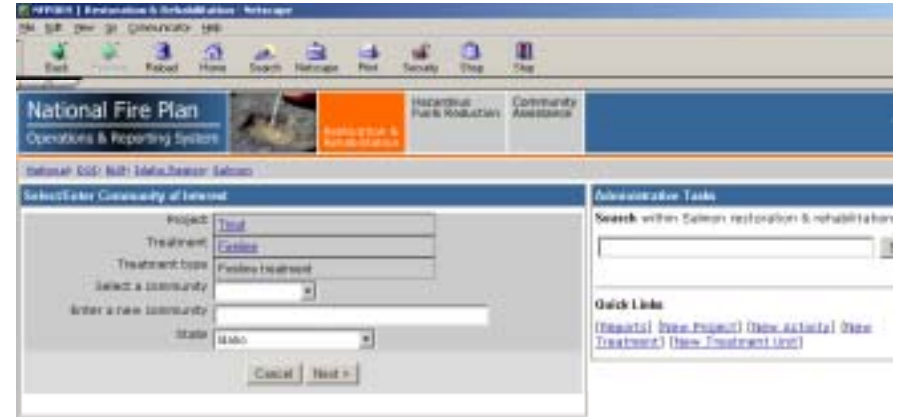 NFPORS | Restoration & Rehabilitation - Netscape
File Edit View Go Communicator Help
Back Reload Home Search Netscape Print Security Shop Stop
National Fire Plan
Operations & Reporting System
Restoration & Rehabilitation
Hazardous Fuels Reduction
Community Assistance
Select/Enter Community of Interest
Project
Treatment
Treatment type
Select a community
Enter a new community
State Idaho
Cancel Next >
Administrative Tasks
Search within Salmon restoration & rehabilitation
Quick Links
[Reports] [New Project] [New Activity] [New
Treatment] [New Treatment Unit]